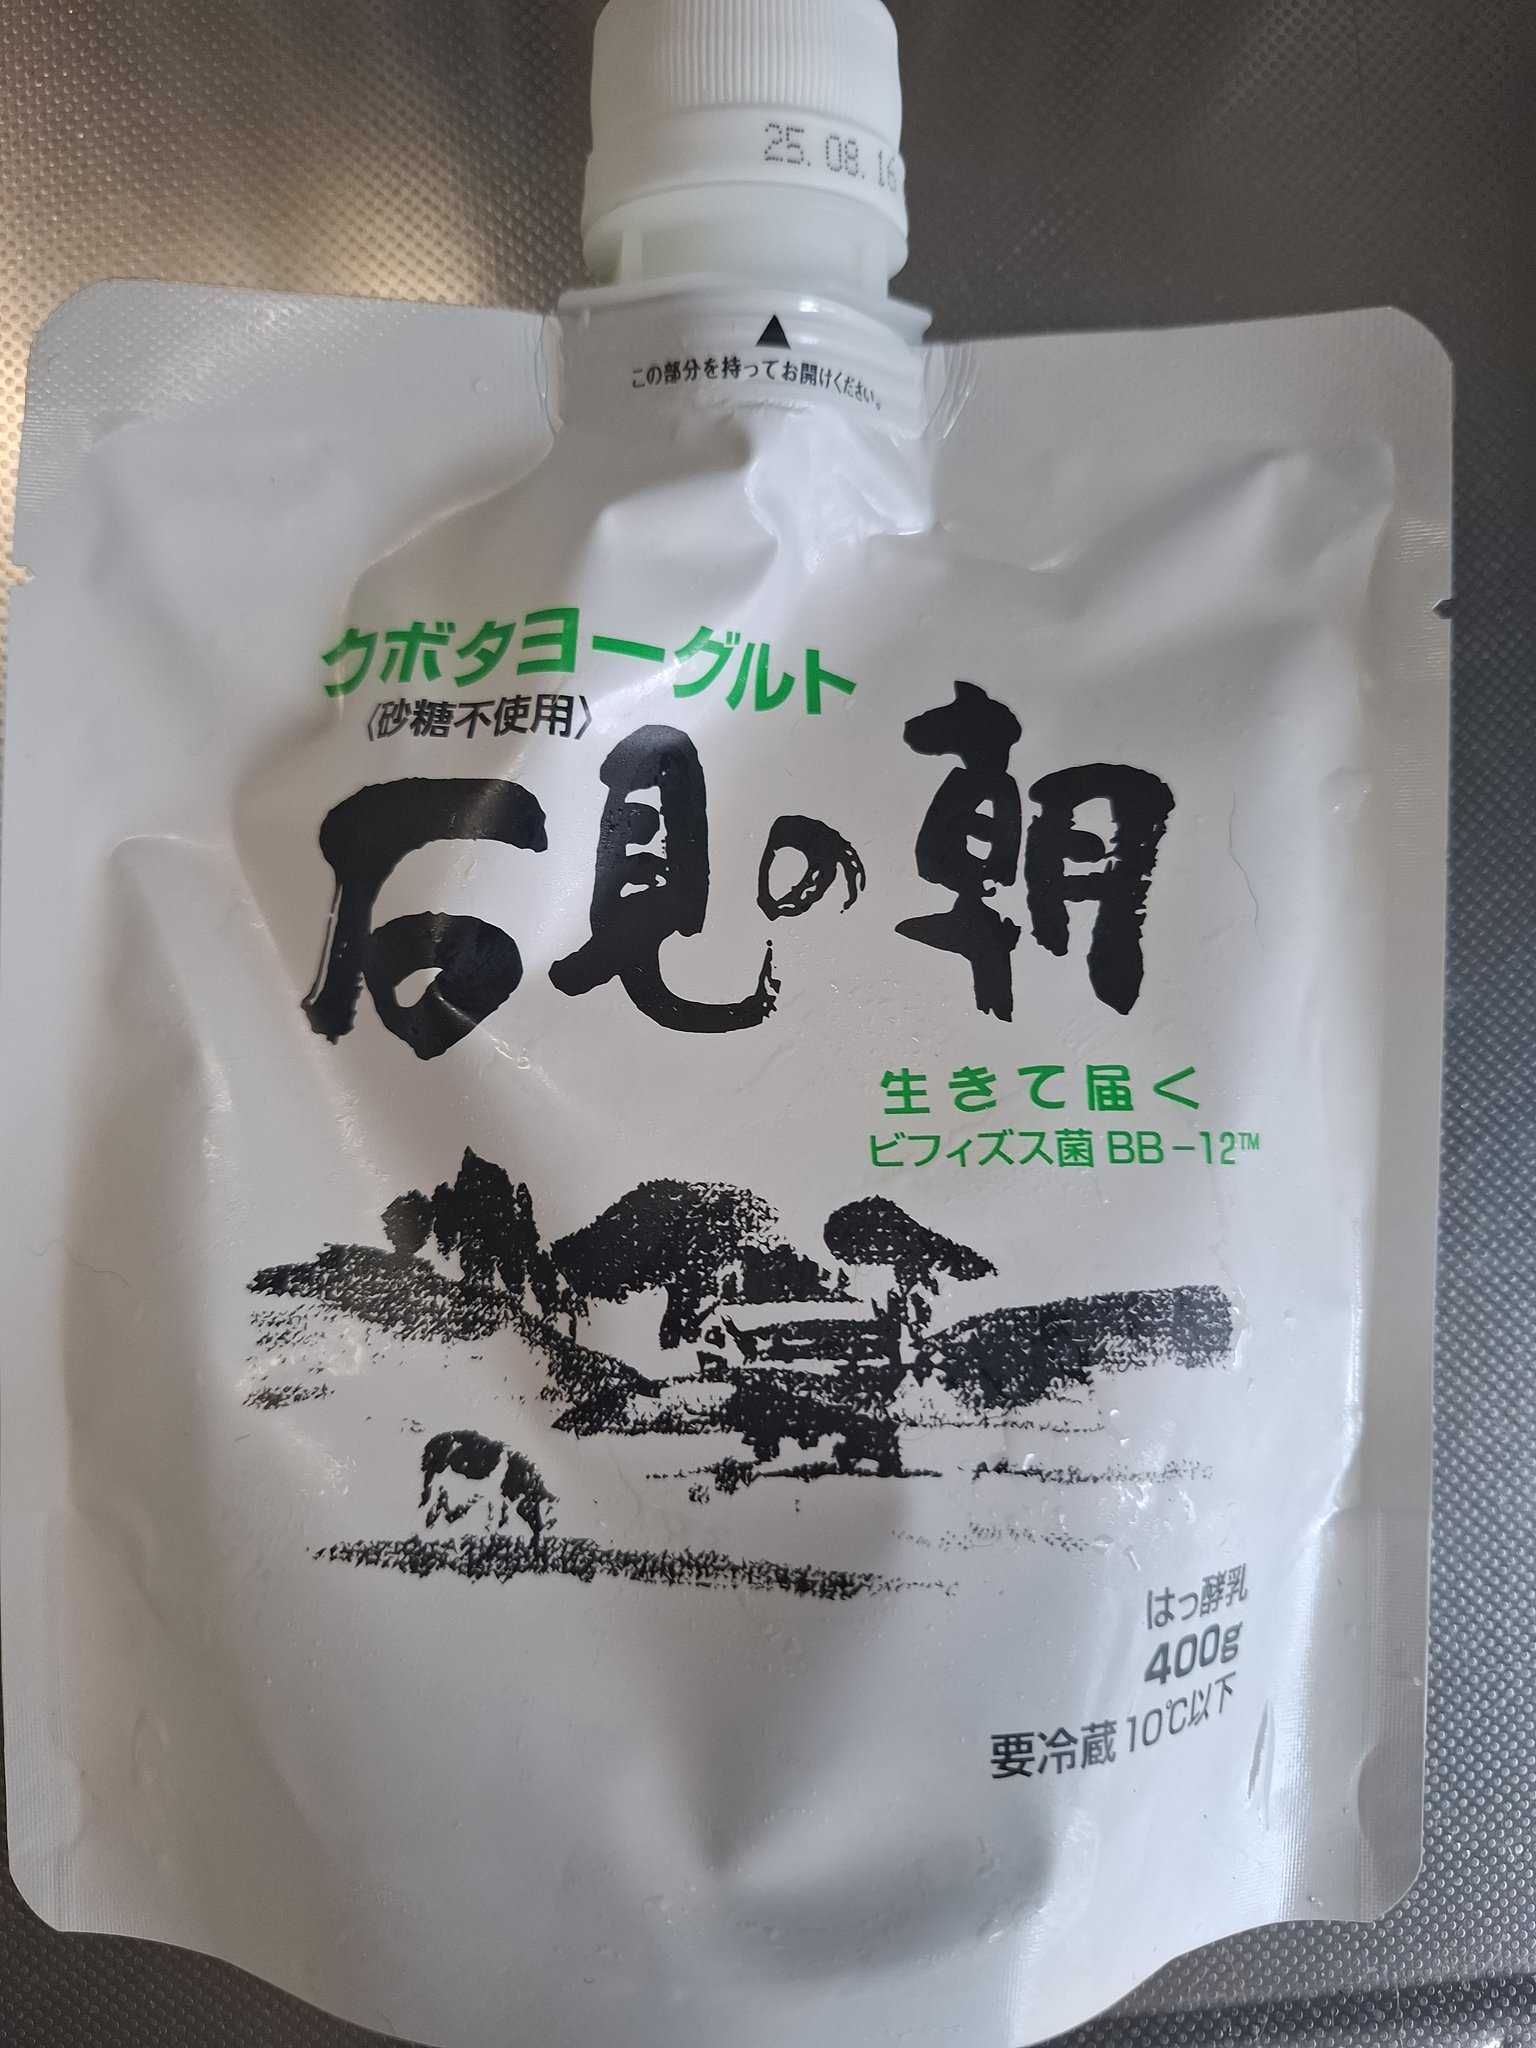 25.08.16
▲
この部分を持ってお開けください。
クボタヨーグルト
〈砂糖不使用〉
石見の朝
生きて届く
ビフィズス菌 BB-12™
はっ酵乳
400g
要冷蔵10℃以下